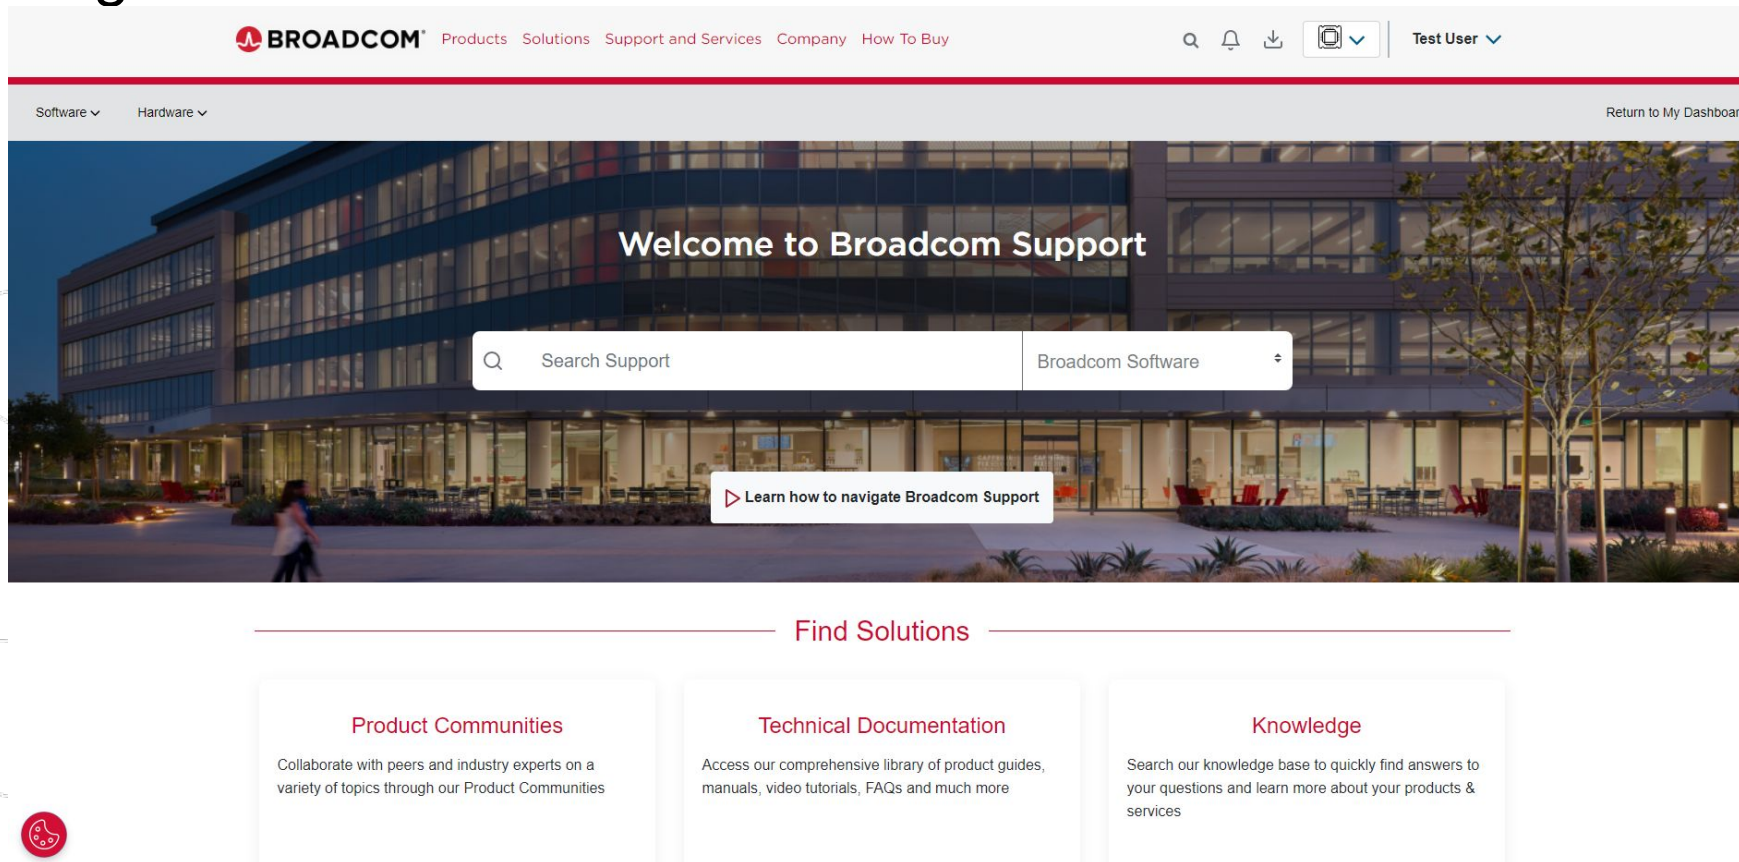 BROADCOM
Products Solutions Support and Services Company How To Buy
Test User
Software Hardware
Return to My Dashboar
Welcome to Broadcom Support
Search Support
Broadcom Software
Learn how to navigate Broadcom Support
Find Solutions
Product Communities
Collaborate with peers and industry experts on a
variety of topics through our Product Communities
Technical Documentation
Access our comprehensive library of product guides,
manuals, video tutorials, FAQs and much more
Knowledge
Search our knowledge base to quickly find answers to
your questions and learn more about your products &
services